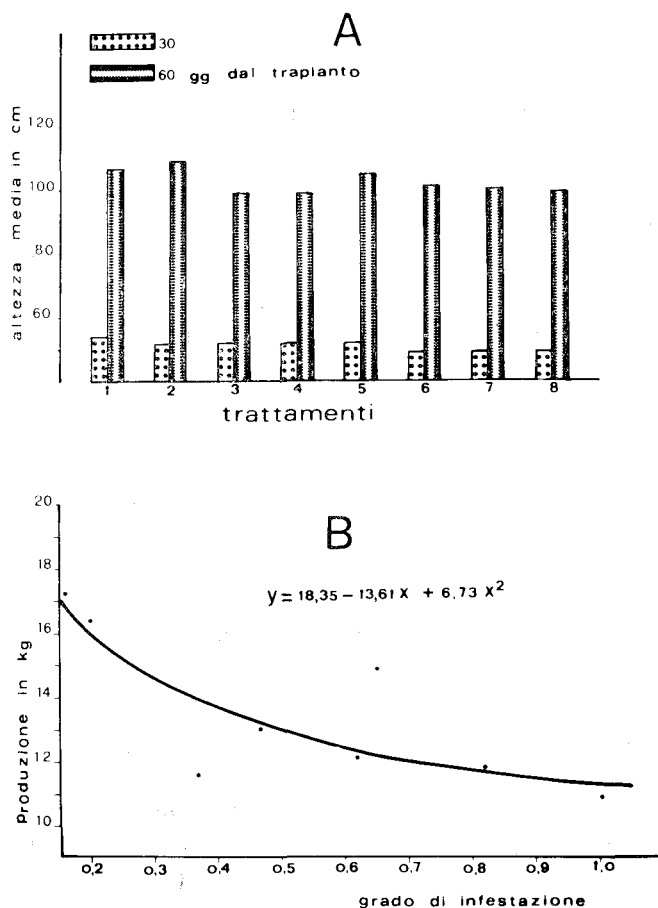 A
30
60 gg dal trapianto
altezza media in cm
120
100
80
60
1 2 3 4 5 6 7 8
trattamenti
B
y = 18,35 - 13,61 X + 6,73 X²
Produzione in kg
20
18
16
14
12
10
0,2 0,3 0,4 0,5 0,6 0,7 0,8 0,9 1,0
grado di infestazione